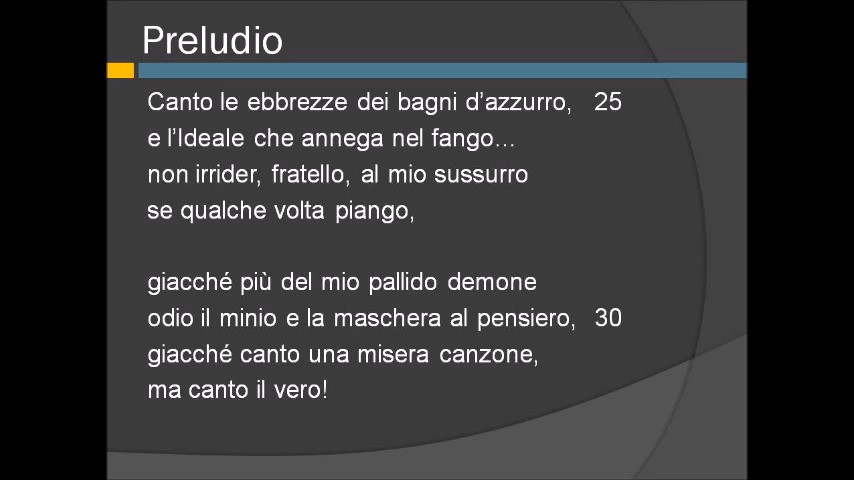 Preludio
Canto le ebbrezze dei bagni d’azzurro, 25
e l’Ideale che annega nel fango…
non irrider, fratello, al mio sussurro
se qualche volta piango,
giacché più del mio pallido demone
odio il minio e la maschera al pensiero, 30
giacché canto una misera canzone,
ma canto il vero!